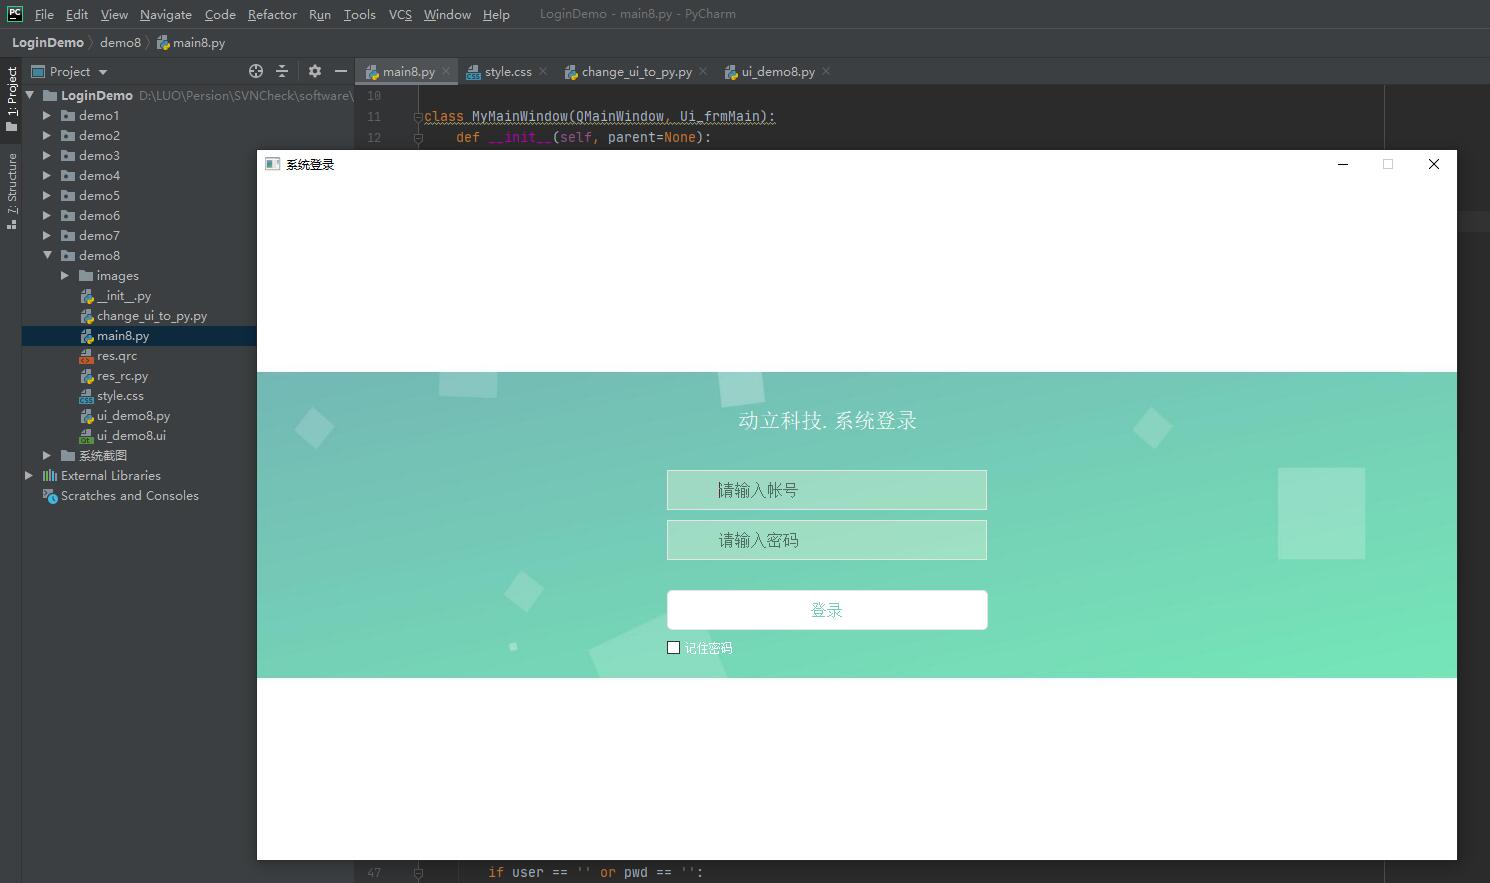 File Edit View Navigate Code Refactor Run Tools VCS Window Help LoginDemo - main8.py - PyCharm
LoginDemo demo8 main8.py
1: Project
7: Structure
Project
LoginDemo D:\LUO\Persion\SVNCheck\software\
demo1
demo2
demo3
demo4
demo5
demo6
demo7
demo8
images
__init__.py
change_ui_to_py.py
main8.py
res.qrc
res_rc.py
style.css
ui_demo8.py
ui_demo8.ui
系统截图
External Libraries
Scratches and Consoles
main8.py style.css change_ui_to_py.py ui_demo8.py
10
11 class MyMainWindow(QMainWindow, Ui_frmMain):
12 def __init__(self, parent=None):
系统登录
动立科技. 系统登录
请输入帐号
请输入密码
登录
记住密码
47 if user == '' or pwd == '':